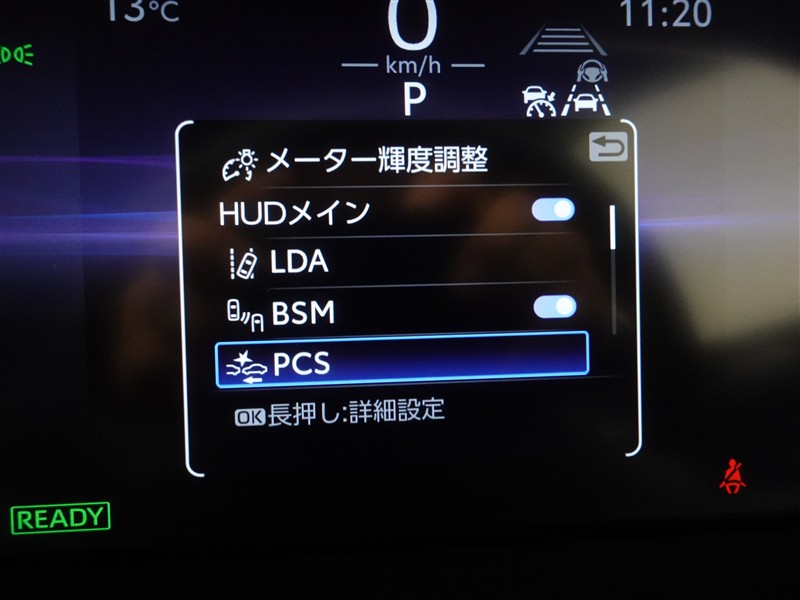 13°C
11:20
0
km/h
P
メーター輝度調整
HUDメイン
LDA
BSM
PCS
OK長押し:詳細設定
READY